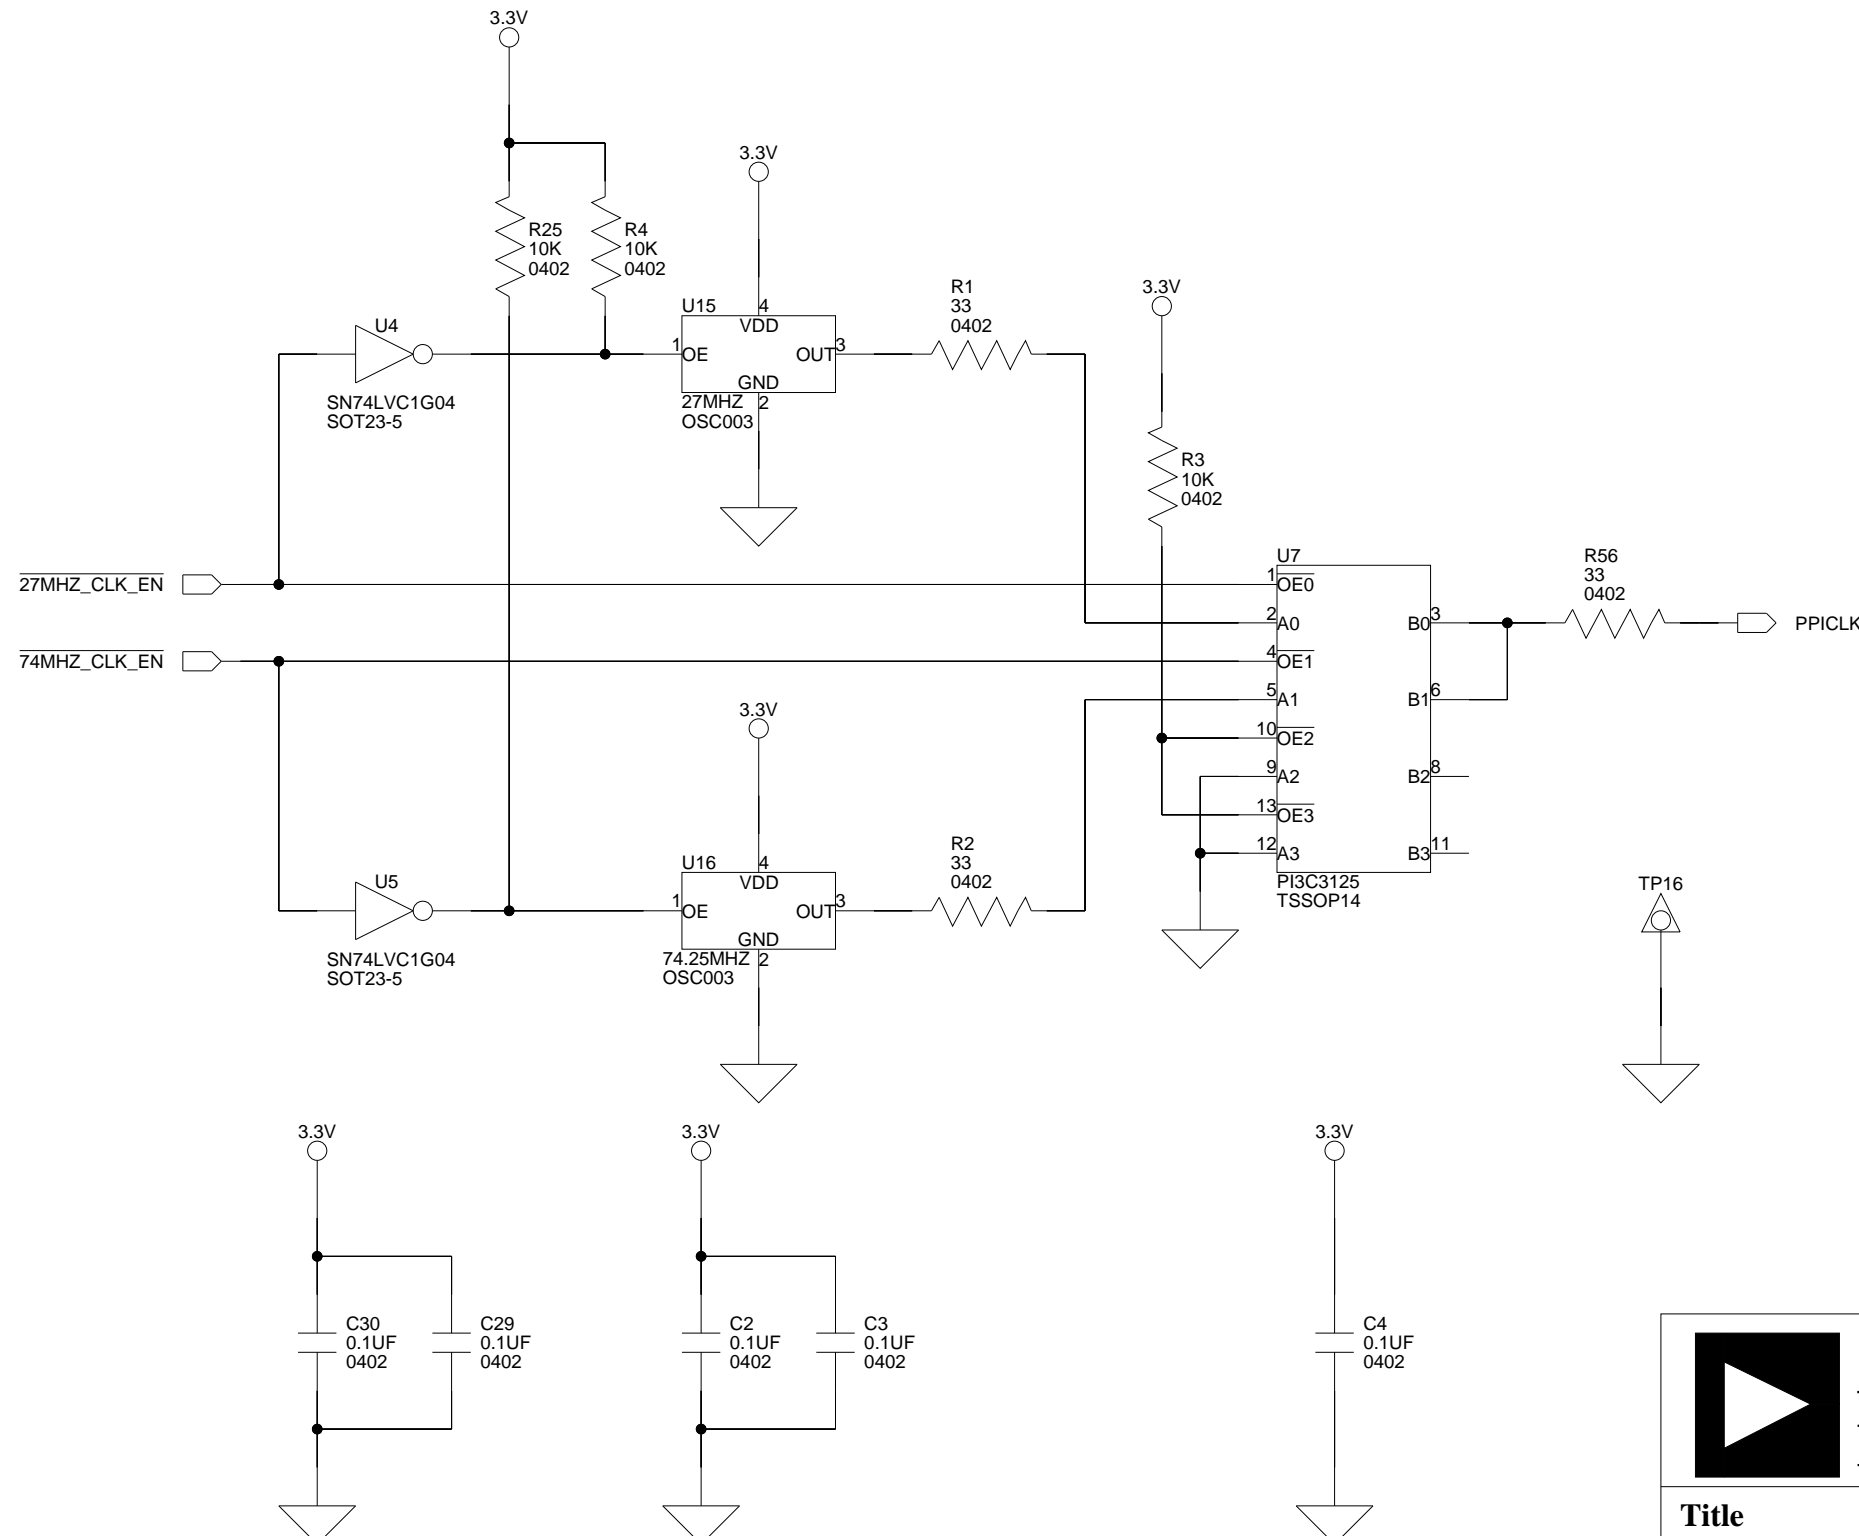 3.3V
3.3V
R25
10K
0402
R4
10K
0402
U4
SN74LVC1G04
SOT23-5
U15
4
VDD
1
OE
OUT
3
GND
27MHZ
2
OSC003
R1
33
0402
3.3V
R3
10K
0402
27MHZ_CLK_EN
74MHZ_CLK_EN
U7
1
OE0
2
A0
4
OE1
5
A1
10
OE2
9
A2
13
OE3
12
A3
B0
3
B1
6
B2
8
B3
11
PI3C3125
TSSOP14
R56
33
0402
PPICLK
3.3V
U5
SN74LVC1G04
SOT23-5
U16
4
VDD
1
OE
OUT
3
GND
74.25MHZ
2
OSC003
R2
33
0402
TP16
3.3V
3.3V
3.3V
C30
0.1UF
0402
C29
0.1UF
0402
C2
0.1UF
0402
C3
0.1UF
0402
C4
0.1UF
0402
Title